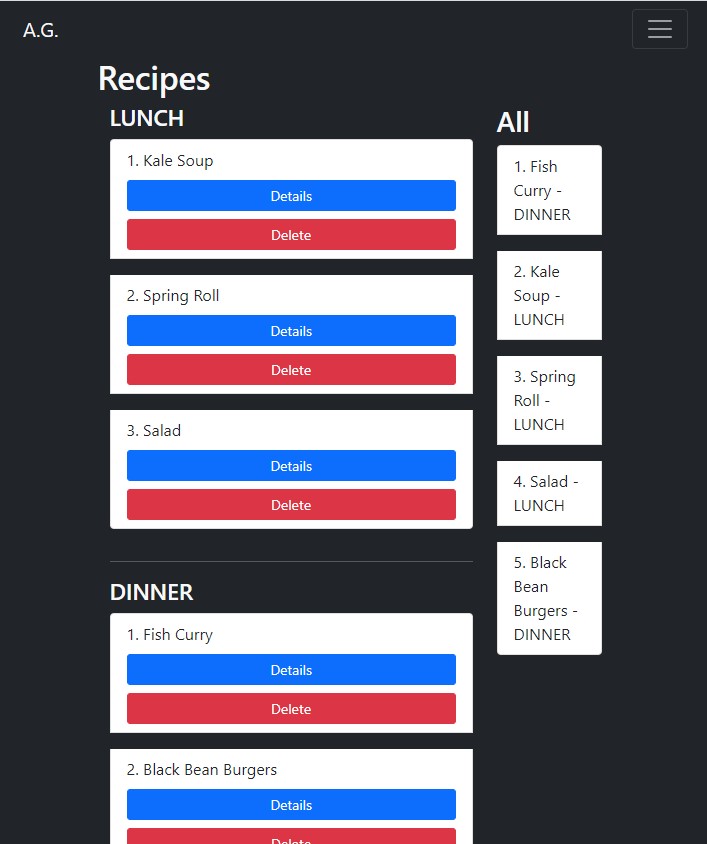 A.G.
Recipes
LUNCH
1. Kale Soup
Details
Delete
2. Spring Roll
Details
Delete
3. Salad
Details
Delete
DINNER
1. Fish Curry
Details
Delete
2. Black Bean Burgers
Details
Delete
All
1. Fish
Curry -
DINNER
2. Kale
Soup -
LUNCH
3. Spring
Roll -
LUNCH
4. Salad -
LUNCH
5. Black
Bean
Burgers -
DINNER